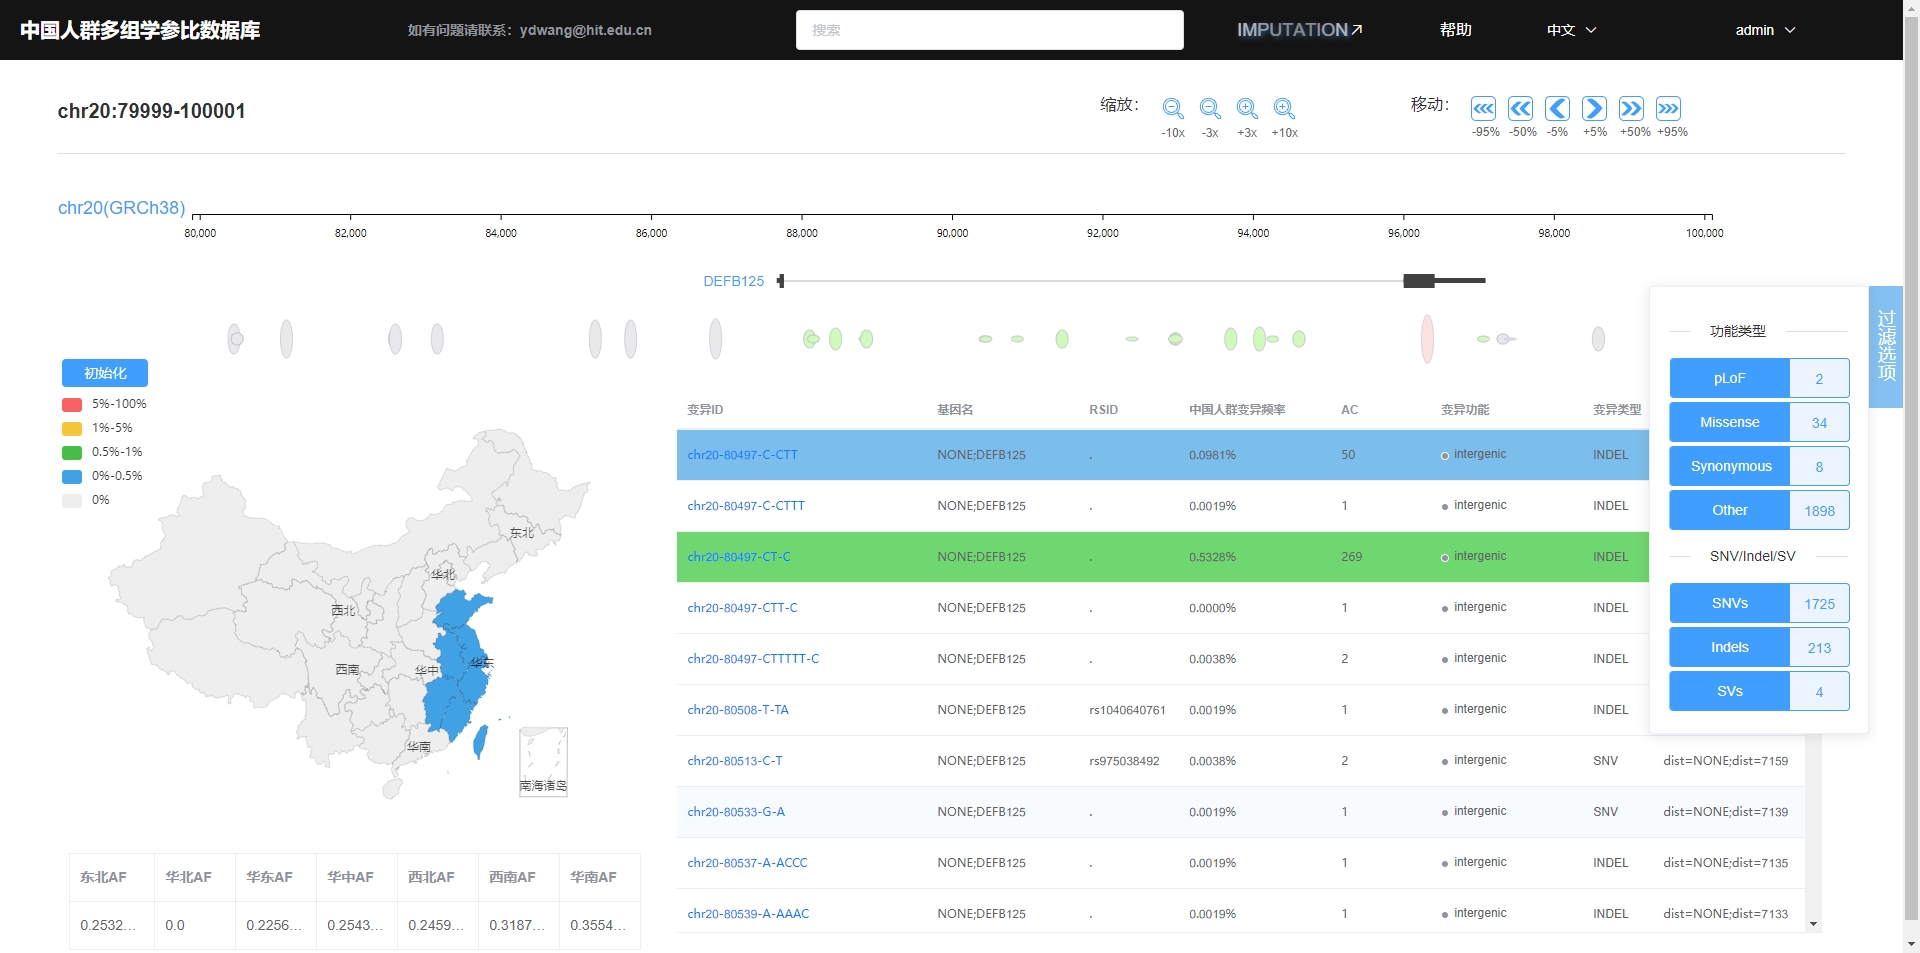 中国人群多组学参比数据库 如有问题请联系：ydwang@hit.edu.cn 搜索 IMPUTATION 帮助 中文 admin
chr20:79999-100001 缩放： 移动：
-10x -3x +3x +10x -95% -50% -5% +5% +50% +95%
chr20(GRCh38)
80,000 82,000 84,000 86,000 88,000 90,000 92,000 94,000 96,000 98,000 100,000
DEFB125
初始化
5%-100%
1%-5%
0.5%-1%
0%-0.5%
0%
东北
华北
西北
华东
西南
华中
华南
南海诸岛
东北AF 华北AF 华东AF 华中AF 西北AF 西南AF 华南AF
0.2532... 0.0 0.2256... 0.2543... 0.2459... 0.3187... 0.3554...
变异ID 基因名 RSID 中国人群变异频率 AC 变异功能 变异类型
chr20-80497-C-CTT NONE;DEFB125 . 0.0981% 50 intergenic INDEL
chr20-80497-C-CTTT NONE;DEFB125 . 0.0019% 1 intergenic INDEL
chr20-80497-CT-C NONE;DEFB125 . 0.5328% 269 intergenic INDEL
chr20-80497-CTT-C NONE;DEFB125 . 0.0000% 1 intergenic INDEL
chr20-80497-CTTTTT-C NONE;DEFB125 . 0.0038% 2 intergenic INDEL
chr20-80508-T-TA NONE;DEFB125 rs1040640761 0.0019% 1 intergenic INDEL
chr20-80513-C-T NONE;DEFB125 rs975038492 0.0038% 2 intergenic SNV dist=NONE;dist=7159
chr20-80533-G-A NONE;DEFB125 . 0.0019% 1 intergenic SNV dist=NONE;dist=7139
chr20-80537-A-ACCC NONE;DEFB125 . 0.0019% 1 intergenic INDEL dist=NONE;dist=7135
chr20-80539-A-AAAC NONE;DEFB125 . 0.0019% 1 intergenic INDEL dist=NONE;dist=7133
功能类型
pLoF 2
Missense 34
Synonymous 8
Other 1898
SNV/Indel/SV
SNVs 1725
Indels 213
SVs 4
过滤选项